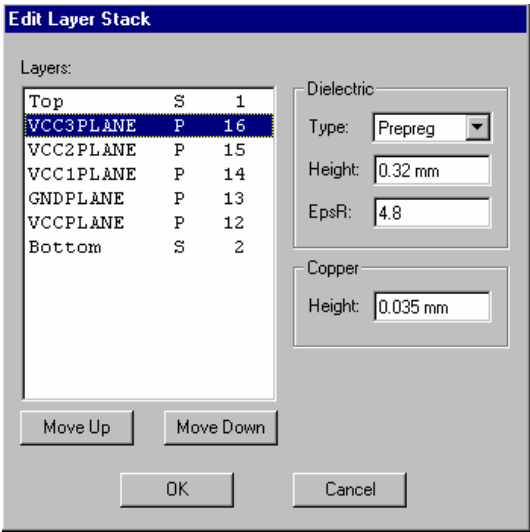 Edit Layer Stack
Layers:
Top S 1
VCC3PLANE P 16
VCC2PLANE P 15
VCC1PLANE P 14
GNDPLANE P 13
VCCPLANE P 12
Bottom S 2
Move Up Move Down
Dielectric
Type: Prepreg
Height: 0.32 mm
EpsR: 4.8
Copper
Height: 0.035 mm
OK Cancel